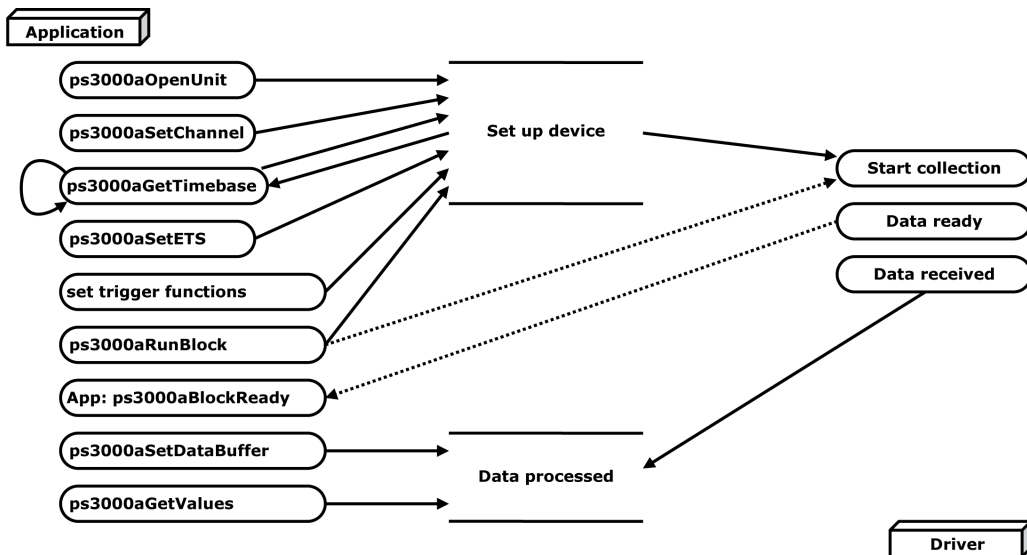 Application
ps3000aOpenUnit
ps3000aSetChannel
Set up device
ps3000aGetTimebase
Start collection
ps3000aSetETS
Data ready
Data received
set trigger functions
ps3000aRunBlock
App: ps3000aBlockReady
ps3000aSetDataBuffer
Data processed
ps3000aGetValues
Driver